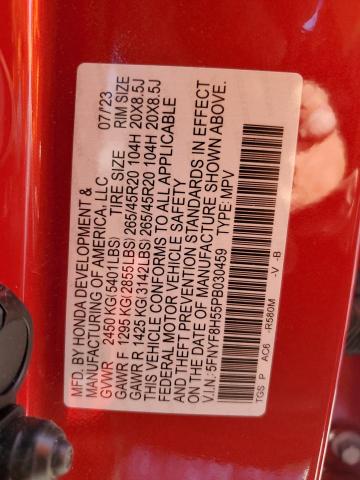 MFD. BY HONDA DEVELOPMENT &
MANUFACTURING OF AMERICA, LLC 07/'23
GVWR 2450 KG(5401LBS) TIRE SIZE RIM SIZE
GAWR F 1295 KG(2855LBS) 265/45R20 104H 20X8.5J
GAWR R 1425 KG(3142LBS) 265/45R20 104H 20X8.5J
THIS VEHICLE CONFORMS TO ALL APPLICABLE
FEDERAL MOTOR VEHICLE SAFETY
AND THEFT PREVENTION STANDARDS IN EFFECT
ON DATE OF MANUFACTURE SHOWN ABOVE.
V.I.N.: 5FNYF8H55PB030459 TYPE: MPV
TGS P AC6 -R580M -V -B